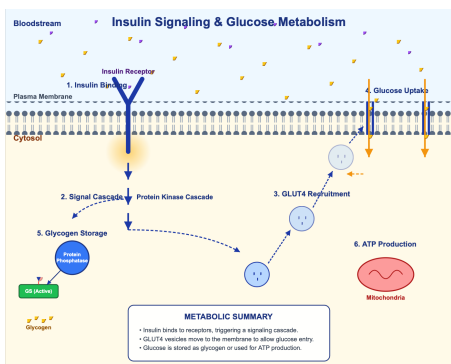 Insulin Signaling & Glucose Metabolism
Bloodstream
Insulin Receptor
1. Insulin Binding
4. Glucose Uptake
Plasma Membrane
Cytosol
2. Signal Cascade
Protein Kinase Cascade
3. GLUT4 Recruitment
5. Glycogen Storage
Protein
Phosphatase
GS (Active)
Glycogen
6. ATP Production
Mitochondria
METABOLIC SUMMARY
• Insulin binds to receptors, triggering a signaling cascade.
• GLUT4 vesicles move to the membrane to allow glucose entry.
• Glucose is stored as glycogen or used for ATP production.